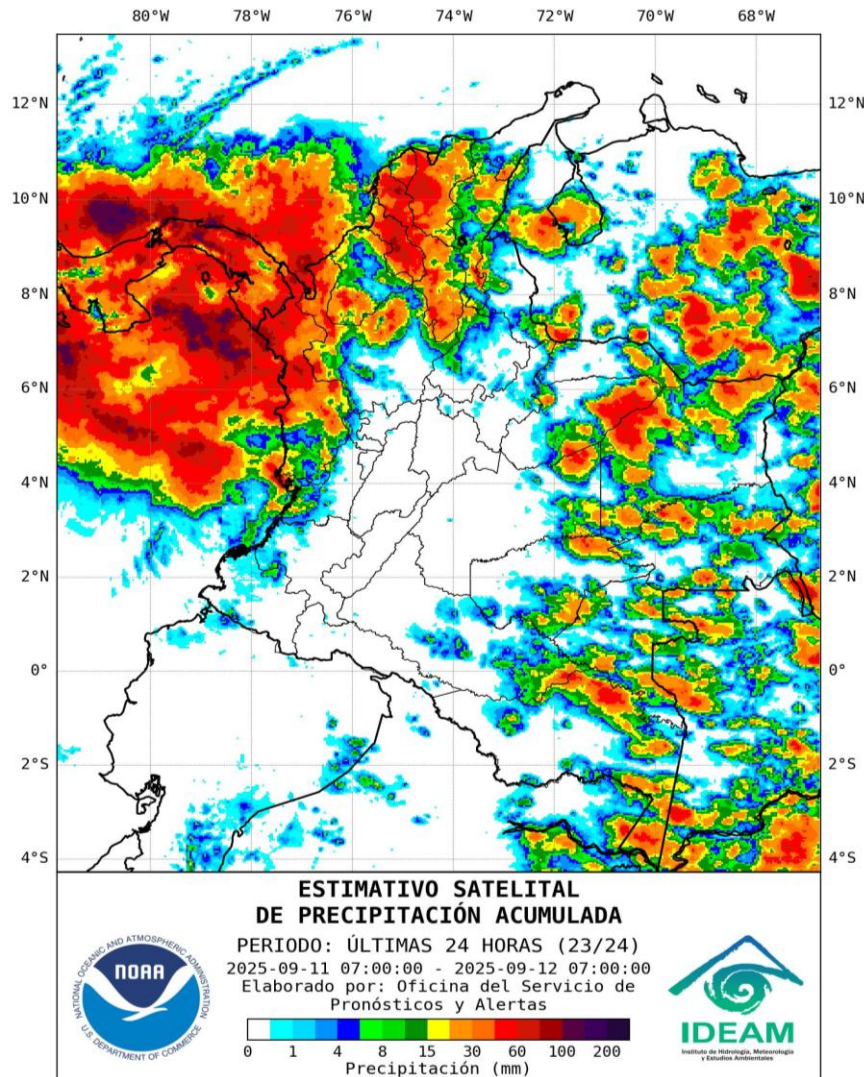 80°W 78°W 76°W 74°W 72°W 70°W 68°W
12°N 12°N
10°N 10°N
8°N 8°N
6°N 6°N
4°N 4°N
2°N 2°N
0° 0°
2°S 2°S
4°S 4°S
ESTIMATIVO SATELITAL
DE PRECIPITACIÓN ACUMULADA
PERIODO: ÚLTIMAS 24 HORAS (23/24)
2025-09-11 07:00:00 - 2025-09-12 07:00:00
Elaborado por: Oficina del Servicio de
Pronósticos y Alertas
0 1 4 8 15 30 60 100 200
Precipitación (mm)
NATIONAL OCEANIC AND ATMOSPHERIC ADMINISTRATION
NOAA
U.S. DEPARTMENT OF COMMERCE
IDEAM
Instituto de Hidrología, Meteorología
y Estudios Ambientales